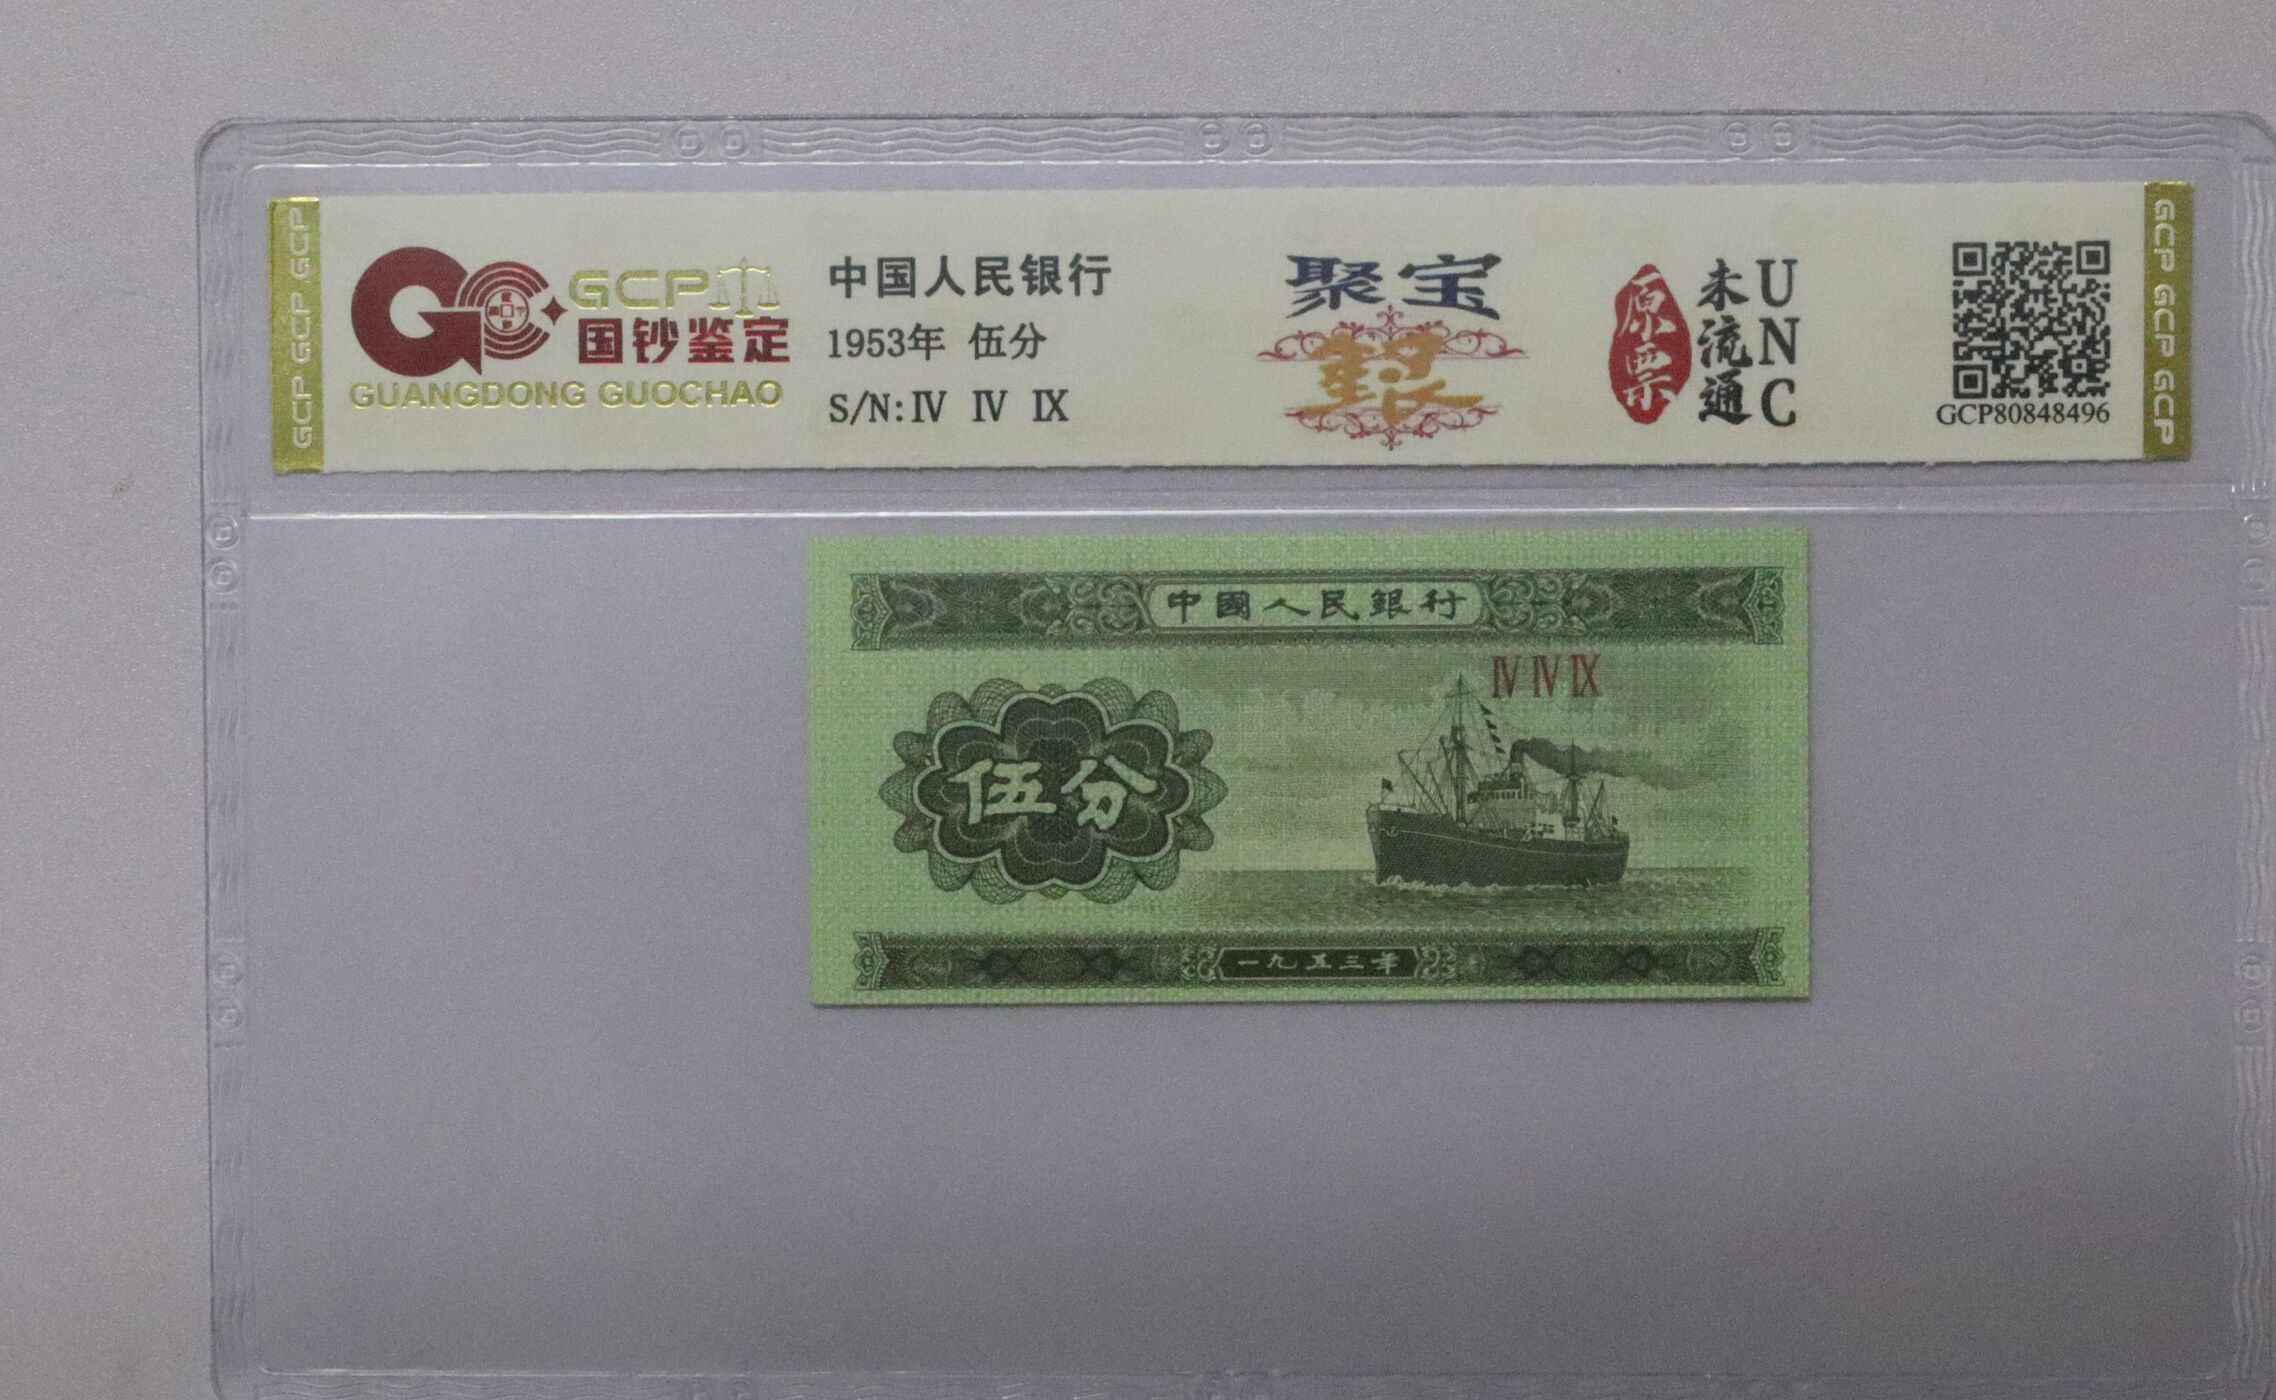 GCP GCP GCP
GCP
国钞鉴定
GUANGDONG GUOCHAO
中国人民银行
1953年 伍分
S/N:Ⅳ Ⅳ Ⅸ
聚宝
銀
原票
未流通
UNC
GCP80848496
GCP GCP GCP
中國人民銀行
Ⅳ Ⅳ Ⅸ
伍分
一九五三年